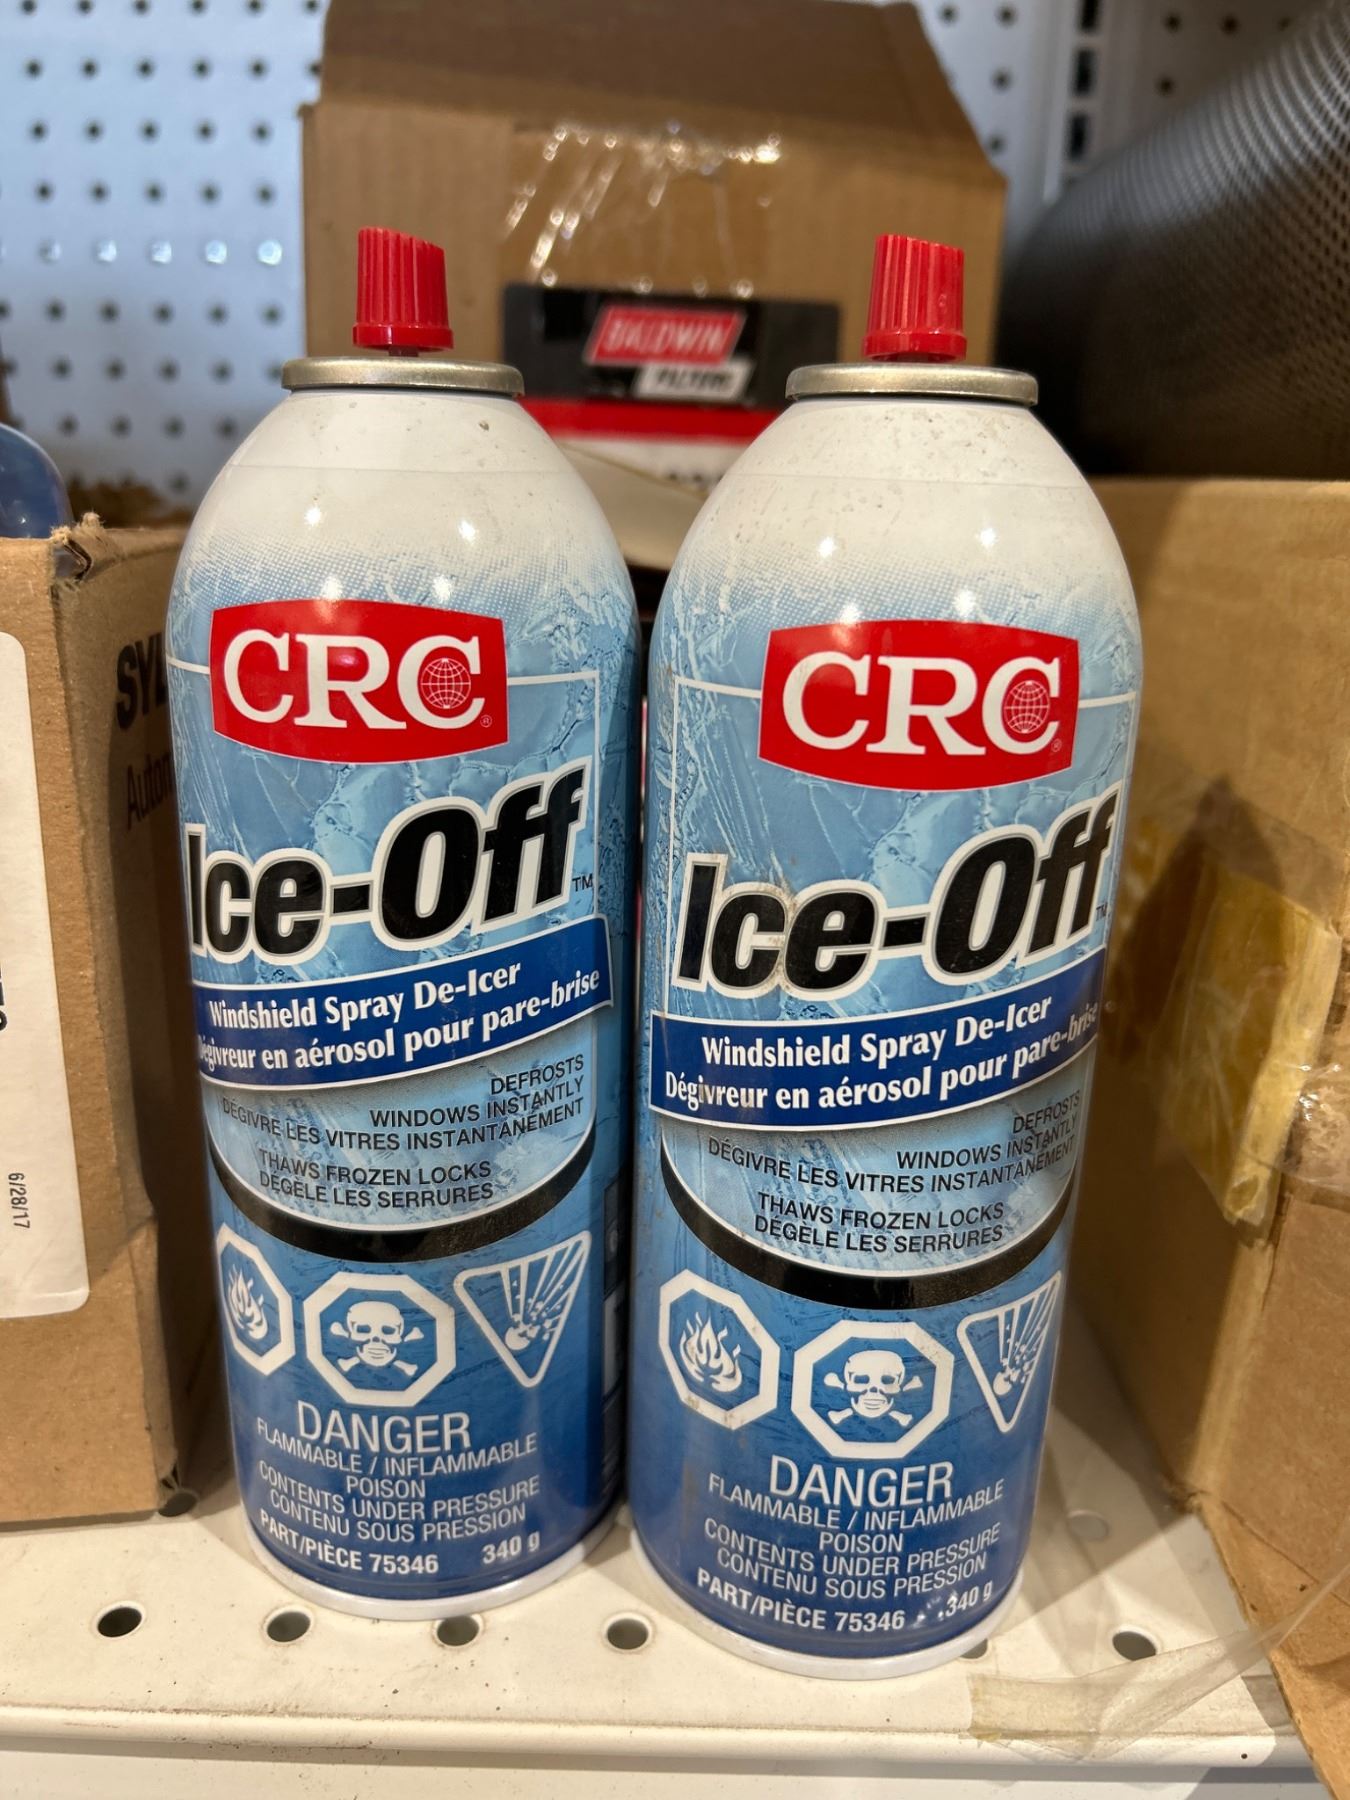 BALDWIN
FILTERS
SYL
Autom
6/28/17
CRC
Ice-Off™
Windshield Spray De-Icer
Dégivreur en aérosol pour pare-brise
DEFROSTS
WINDOWS INSTANTLY
DÉGIVRE LES VITRES INSTANTANÉMENT
THAWS FROZEN LOCKS
DÉGÈLE LES SERRURES
DANGER
FLAMMABLE / INFLAMMABLE
POISON
CONTENTS UNDER PRESSURE
CONTENU SOUS PRESSION
PART/PIÈCE 75346 340 g
CRC
Ice-Off™
Windshield Spray De-Icer
Dégivreur en aérosol pour pare-brise
DEFROSTS
WINDOWS INSTANTLY
DÉGIVRE LES VITRES INSTANTANÉMENT
THAWS FROZEN LOCKS
DÉGÈLE LES SERRURES
DANGER
FLAMMABLE / INFLAMMABLE
POISON
CONTENTS UNDER PRESSURE
CONTENU SOUS PRESSION
PART/PIÈCE 75346 340 g